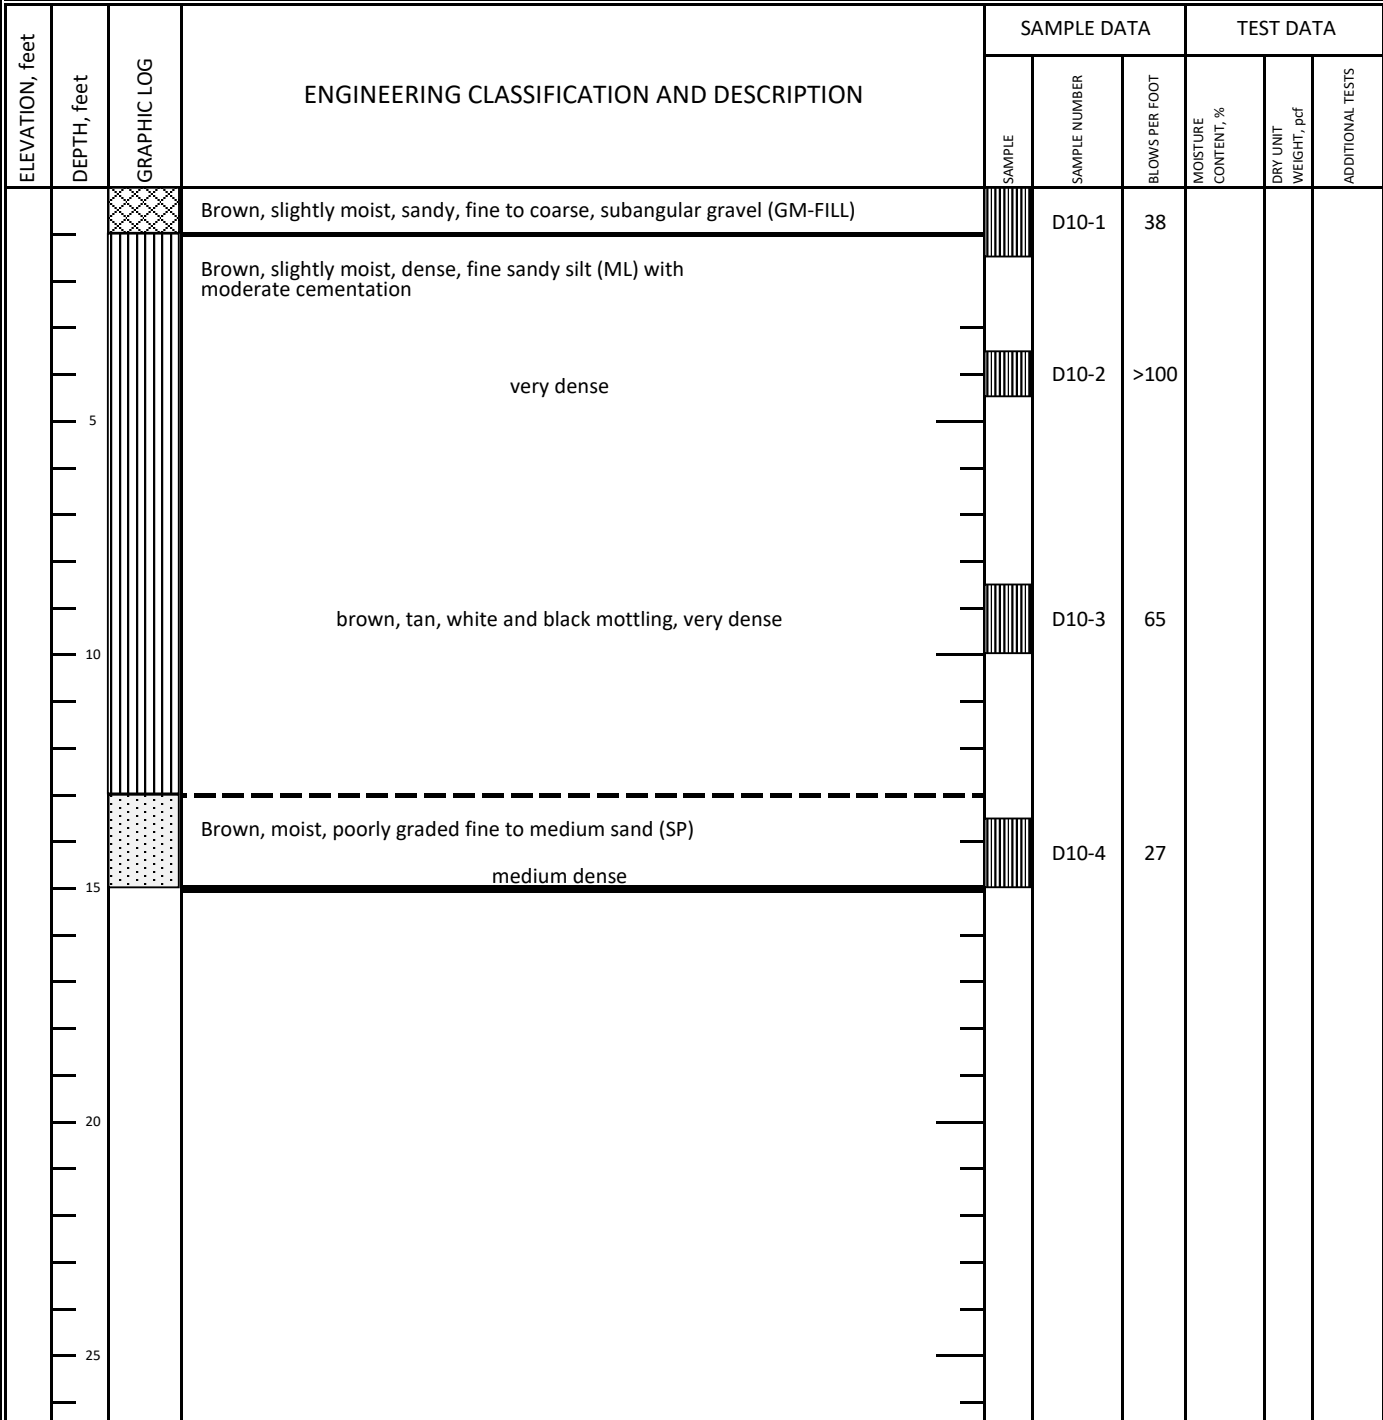 ELEVATION, feet
DEPTH, feet
GRAPHIC LOG
ENGINEERING CLASSIFICATION AND DESCRIPTION
SAMPLE DATA
TEST DATA
SAMPLE
SAMPLE NUMBER
BLOWS PER FOOT
MOISTURE
CONTENT, %
DRY UNIT
WEIGHT, pcf
ADDITIONAL TESTS
Brown, slightly moist, sandy, fine to coarse, subangular gravel (GM-FILL)
D10-1 38
Brown, slightly moist, dense, fine sandy silt (ML) with
moderate cementation
very dense
D10-2 >100
5
brown, tan, white and black mottling, very dense
D10-3 65
10
Brown, moist, poorly graded fine to medium sand (SP)
D10-4 27
medium dense
15
20
25